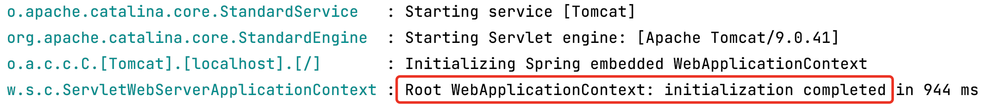 o.apache.catalina.core.StandardService : Starting service [Tomcat]
org.apache.catalina.core.StandardEngine : Starting Servlet engine: [Apache Tomcat/9.0.41]
o.a.c.c.C.[Tomcat].[localhost].[/] : Initializing Spring embedded WebApplicationContext
w.s.c.ServletWebServerApplicationContext : Root WebApplicationContext: initialization completed in 944 ms